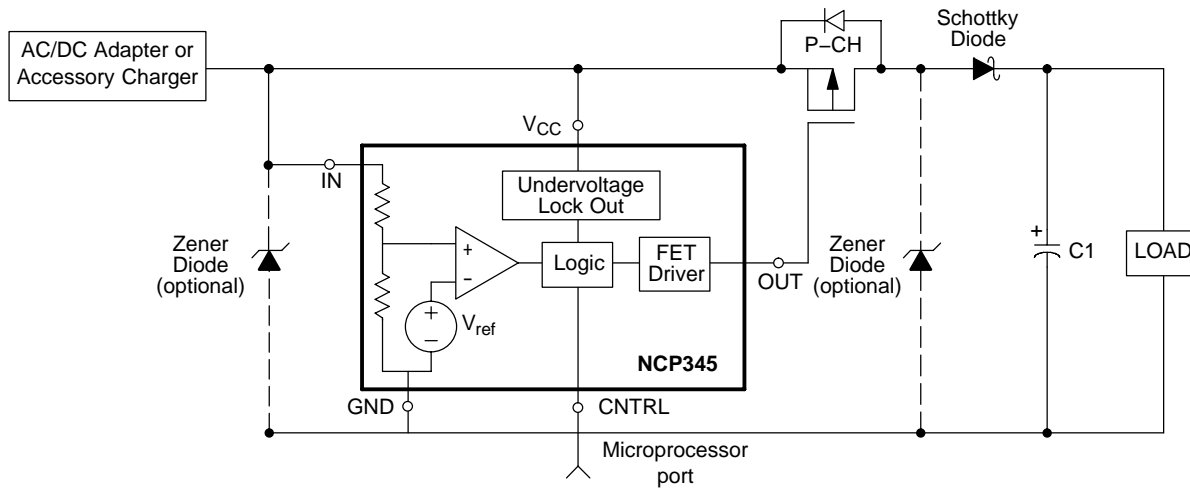 AC/DC Adapter or
Accessory Charger
P–CH
Schottky
Diode
VCC
IN
Undervoltage
Lock Out
Zener
Diode
(optional)
+
–
Logic
FET
Driver
OUT
Zener
Diode
(optional)
+
C1
LOAD
+
–
Vref
NCP345
GND
CNTRL
Microprocessor
port